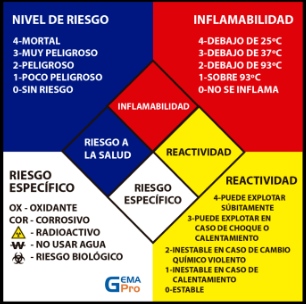 NIVEL DE RIESGO
4-MORTAL
3-MUY PELIGROSO
2-PELIGROSO
1-POCO PELIGROSO
0-SIN RIESGO
INFLAMABILIDAD
4-DEBAJO DE 25ºC
3-DEBAJO DE 37ºC
2-DEBAJO DE 93ºC
1-SOBRE 93ºC
0-NO SE INFLAMA
INFLAMABILIDAD
RIESGO A
LA SALUD
REACTIVIDAD
RIESGO
ESPECÍFICO
RIESGO
ESPECÍFICO
OX - OXIDANTE
COR - CORROSIVO
- RADIOACTIVO
W - NO USAR AGUA
- RIESGO BIOLÓGICO
REACTIVIDAD
4-PUEDE EXPLOTAR
SÚBITAMENTE
3-PUEDE EXPLOTAR EN
CASO DE CHOQUE O
CALENTAMIENTO
2-INESTABLE EN CASO DE CAMBIO
QUÍMICO VIOLENTO
1-INESTABLE EN CASO DE
CALENTAMIENTO
0-ESTABLE
GEMA
Pro